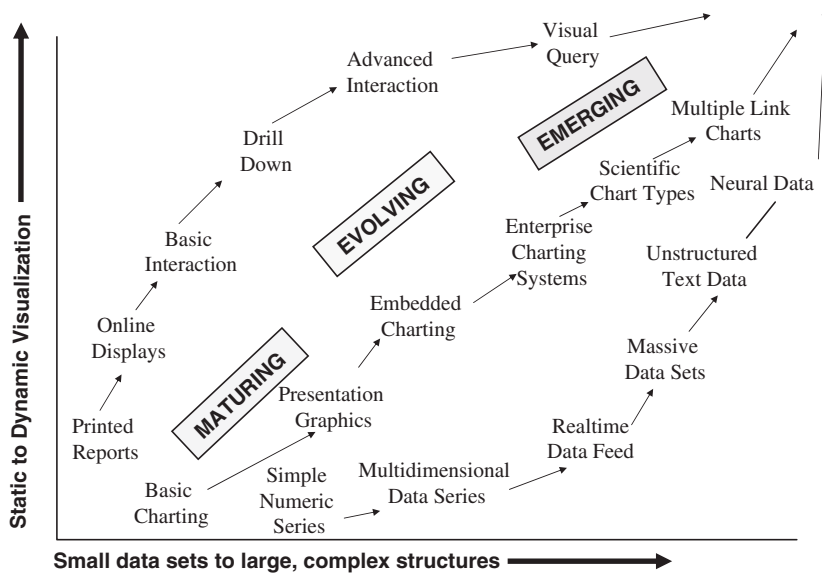 Visual
Query
Advanced
Interaction
EMERGING
Multiple Link
Charts
Drill
Down
Scientific
Chart Types
Neural Data
EVOLVING
Basic
Interaction
Enterprise
Charting
Systems
Unstructured
Text Data
Embedded
Charting
Online
Displays
MATURING
Massive
Data Sets
Presentation
Graphics
Printed
Reports
Realtime
Data Feed
Multidimensional
Data Series
Simple
Numeric
Series
Basic
Charting
Static to Dynamic Visualization
Small data sets to large, complex structures